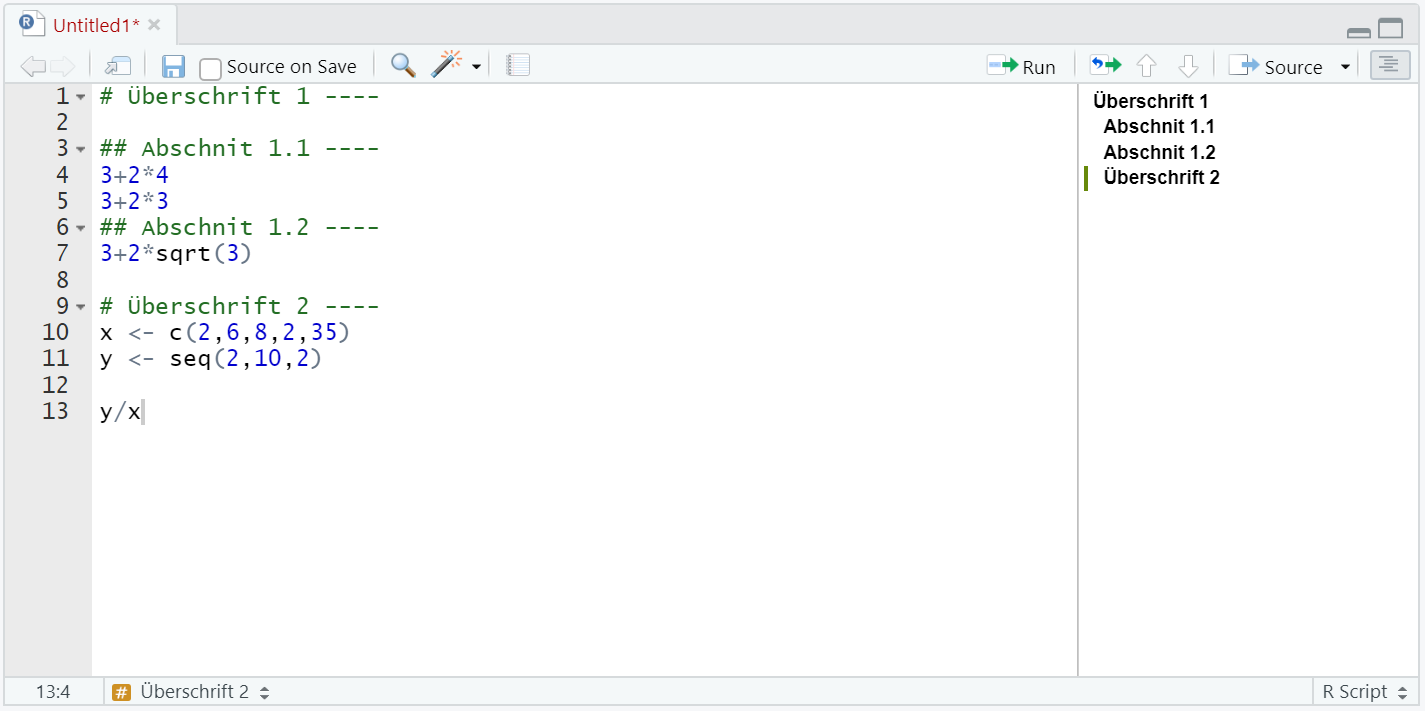 Untitled1*
Source on Save
Run
Source
1 # Überschrift 1 ----
2
3 ## Abschnit 1.1 ----
4 3+2*4
5 3+2*3
6 ## Abschnit 1.2 ----
7 3+2*sqrt(3)
8
9 # Überschrift 2 ----
10 x <- c(2,6,8,2,35)
11 y <- seq(2,10,2)
12
13 y/x
Überschrift 1
Abschnit 1.1
Abschnit 1.2
Überschrift 2
13:4
# Überschrift 2
R Script